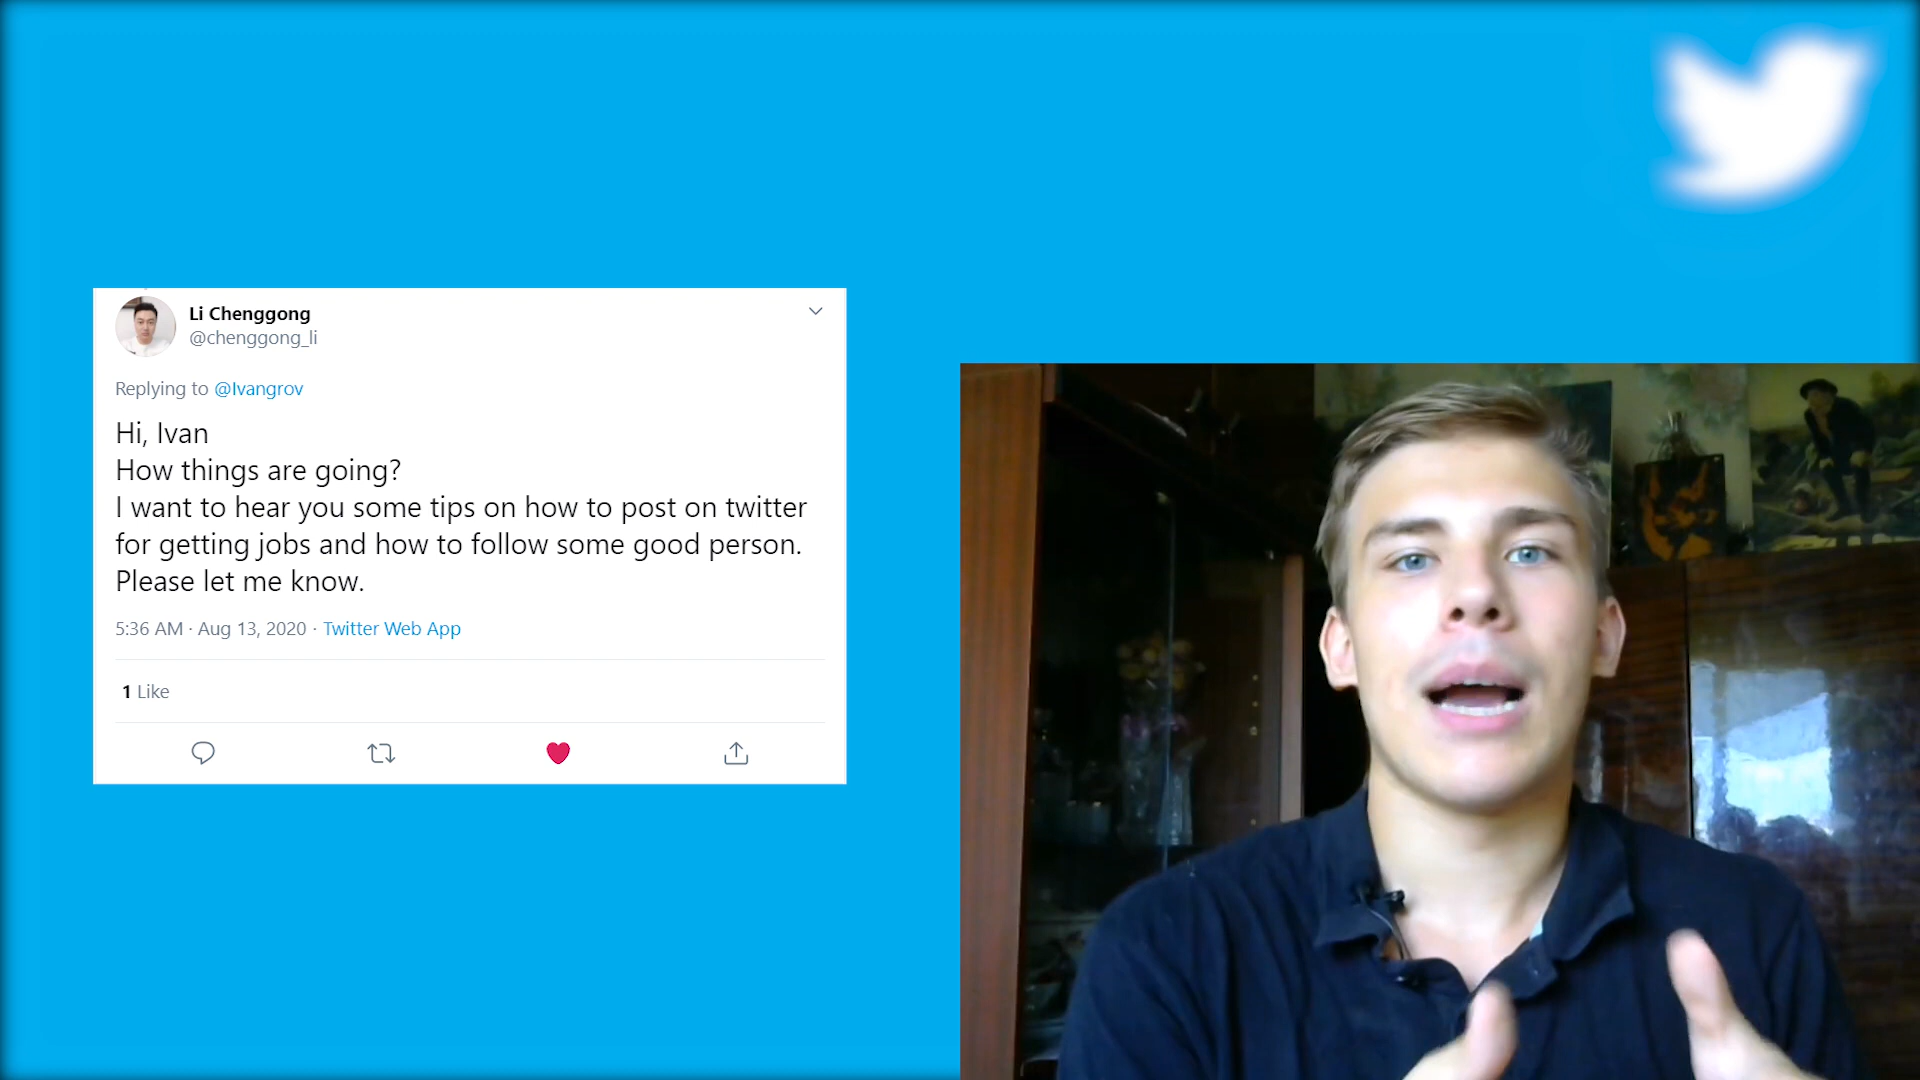 Li Chenggong
@chenggong_li
Replying to @Ivangrov
Hi, Ivan
How things are going?
I want to hear you some tips on how to post on twitter
for getting jobs and how to follow some good person.
Please let me know.
5:36 AM · Aug 13, 2020 · Twitter Web App
1 Like